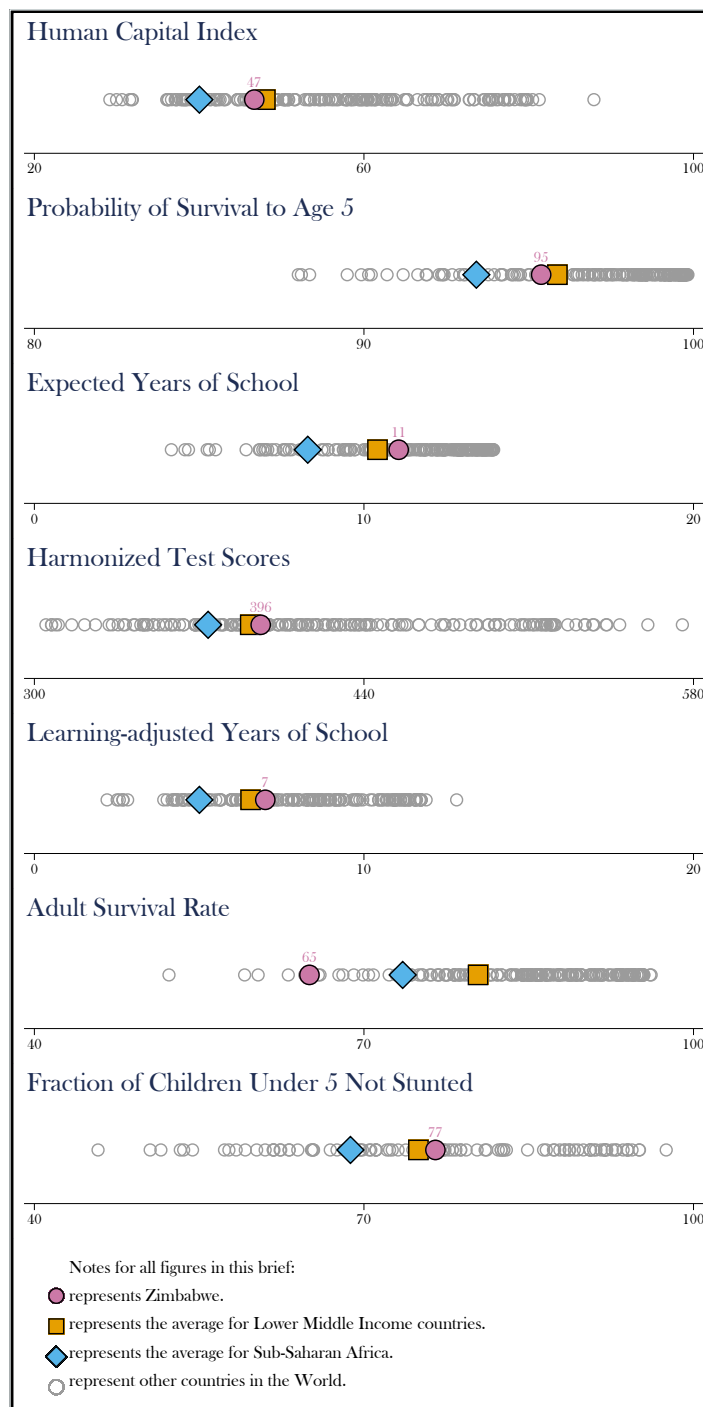 Human Capital Index
47
20 60 100
Probability of Survival to Age 5
95
80 90 100
Expected Years of School
11
0 10 20
Harmonized Test Scores
396
300 440 580
Learning-adjusted Years of School
7
0 10 20
Adult Survival Rate
65
40 70 100
Fraction of Children Under 5 Not Stunted
77
40 70 100
Notes for all figures in this brief:
represents Zimbabwe.
represents the average for Lower Middle Income countries.
represents the average for Sub-Saharan Africa.
represent other countries in the World.